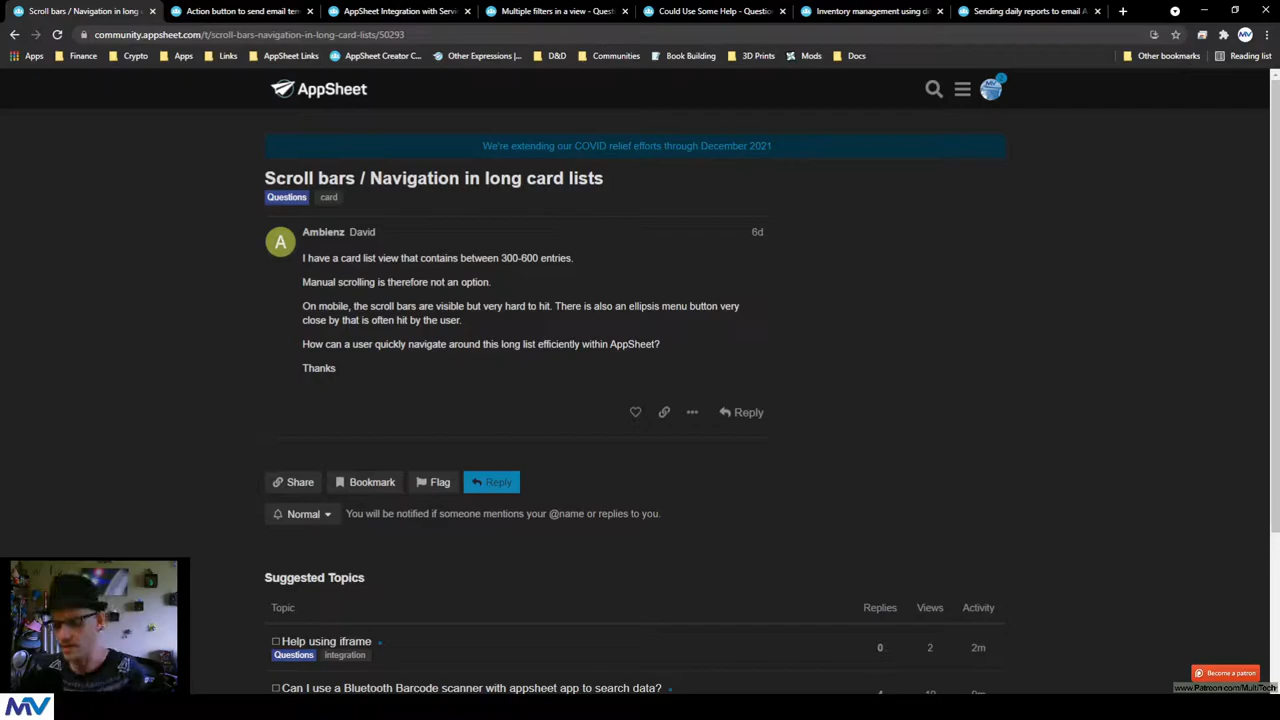 Scroll bars / Navigation in long
Action button to send email tem
AppSheet Integration with Serv
Multiple filters in a view - Quest
Could Use Some Help - Question
Inventory management using di
Sending daily reports to email A
community.appsheet.com/t/scroll-bars-navigation-in-long-card-lists/50293
Apps
Finance
Crypto
Apps
Links
AppSheet Links
AppSheet Creator C...
Other Expressions |...
D&D
Communities
Book Building
3D Prints
Mods
Docs
Other bookmarks
Reading list
AppSheet
We're extending our COVID relief efforts through December 2021
Scroll bars / Navigation in long card lists
Questions card
Ambienz David 6d
A
I have a card list view that contains between 300-600 entries.
Manual scrolling is therefore not an option.
On mobile, the scroll bars are visible but very hard to hit. There is also an ellipsis menu button very
close by that is often hit by the user.
How can a user quickly navigate around this long list efficiently within AppSheet?
Thanks
Reply
Share Bookmark Flag Reply
Normal You will be notified if someone mentions your @name or replies to you.
Suggested Topics
Topic Replies Views Activity
Help using iframe
Questions integration
0 2 2m
Can I use a Bluetooth Barcode scanner with appsheet app to search data?
Become a patron
www.Patreon.com/MultiTech
MV